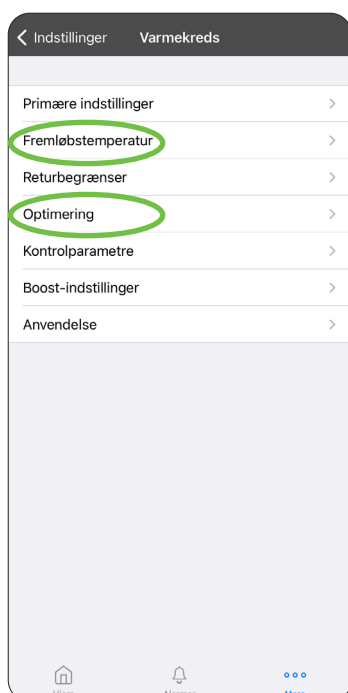 Indstillinger Varmekreds
Primære indstillinger
Fremløbstemperatur
Returbegrænser
Optimering
Kontrolparametre
Boost-indstillinger
Anvendelse